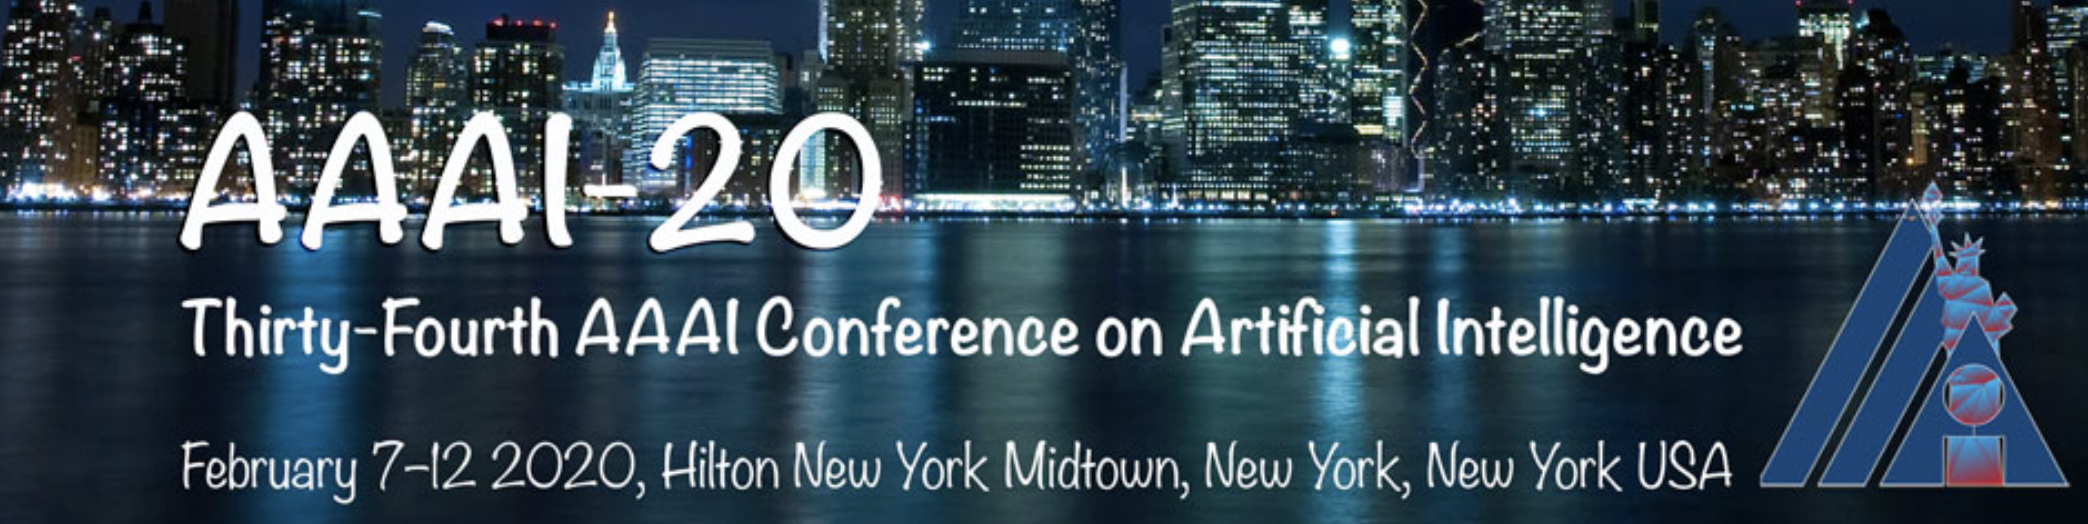 AAAI-20
Thirty-Fourth AAAI Conference on Artificial Intelligence
February 7-12 2020, Hilton New York Midtown, New York, New York USA